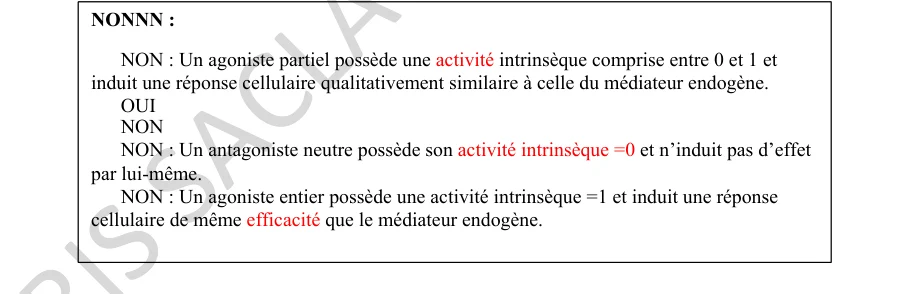 NONNN :
NON : Un agoniste partiel possède une activité intrinsèque comprise entre 0 et 1 et
induit une réponse cellulaire qualitativement similaire à celle du médiateur endogène.
OUI
NON
NON : Un antagoniste neutre possède son activité intrinsèque =0 et n’induit pas d’effet
par lui-même.
NON : Un agoniste entier possède une activité intrinsèque =1 et induit une réponse
cellulaire de même efficacité que le médiateur endogène.
RIS SACLA